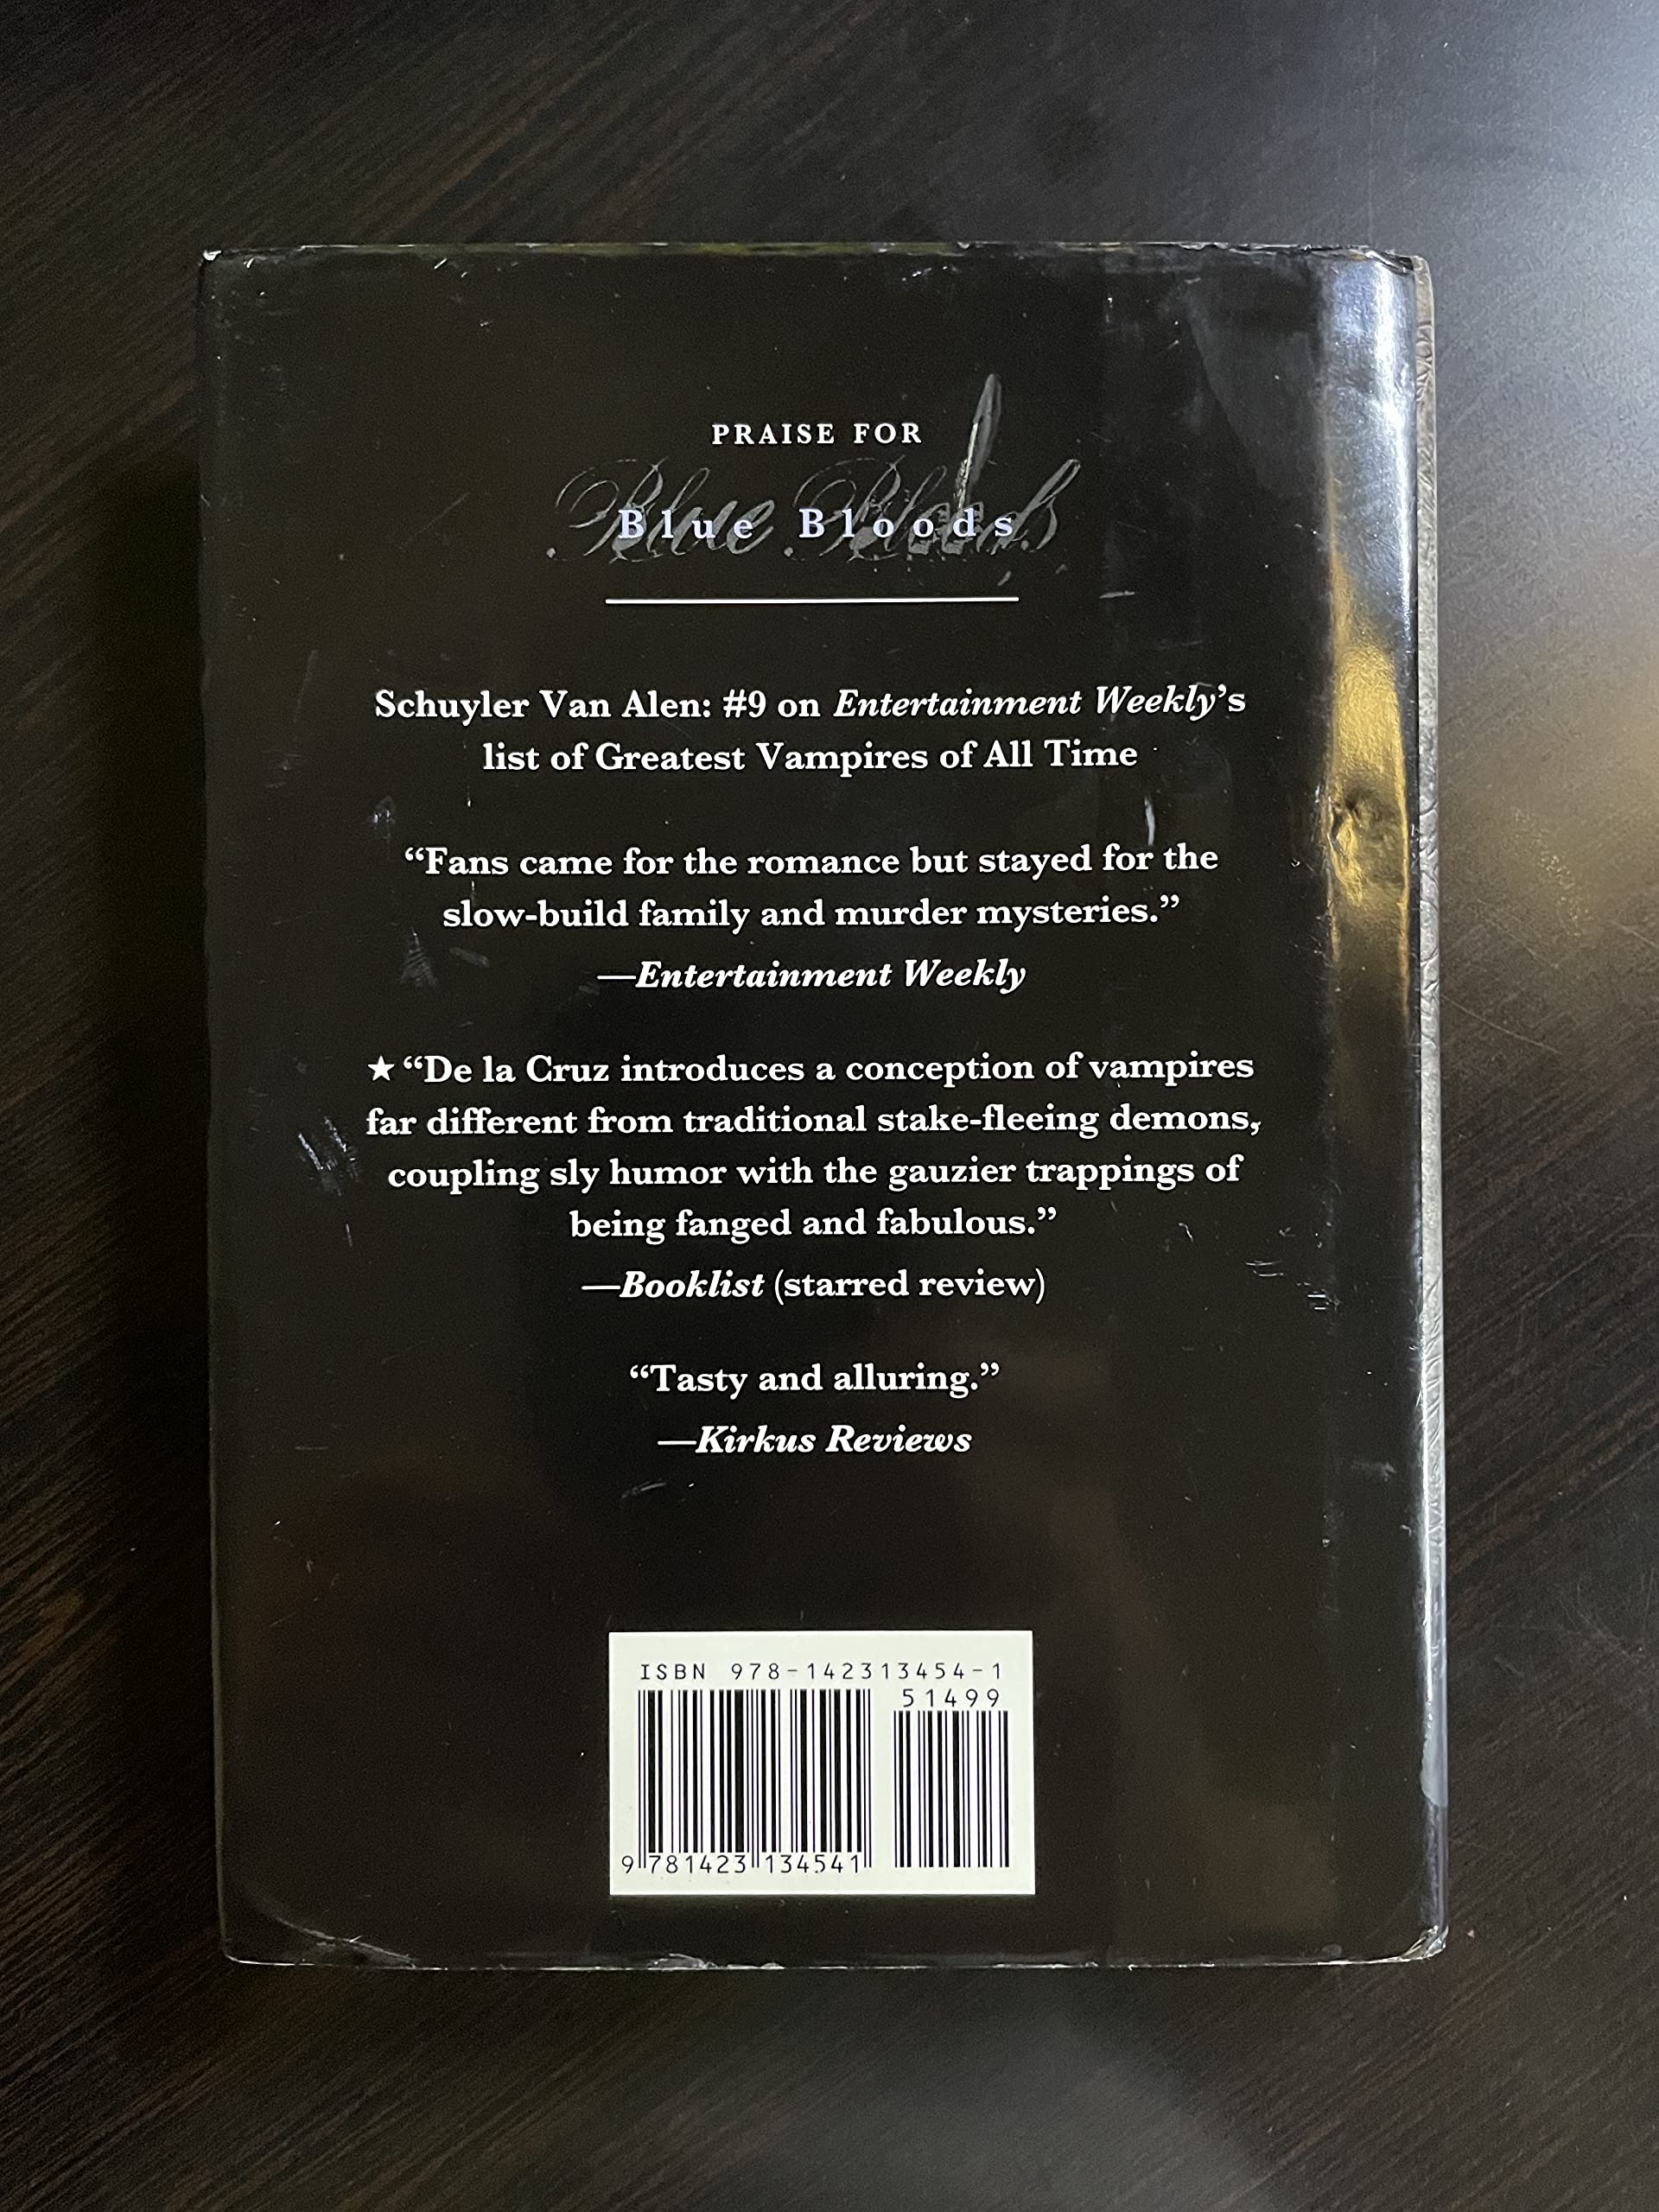 PRAISE FOR
Blue Bloods
Blue Bloods
Schuyler Van Alen: #9 on Entertainment Weekly’s
list of Greatest Vampires of All Time
“Fans came for the romance but stayed for the
slow-build family and murder mysteries.”
—Entertainment Weekly
★ “De la Cruz introduces a conception of vampires
far different from traditional stake-fleeing demons,
coupling sly humor with the gauzier trappings of
being fanged and fabulous.”
—Booklist (starred review)
“Tasty and alluring.”
—Kirkus Reviews
ISBN 978-142313454-1
51499
9 781423 134541